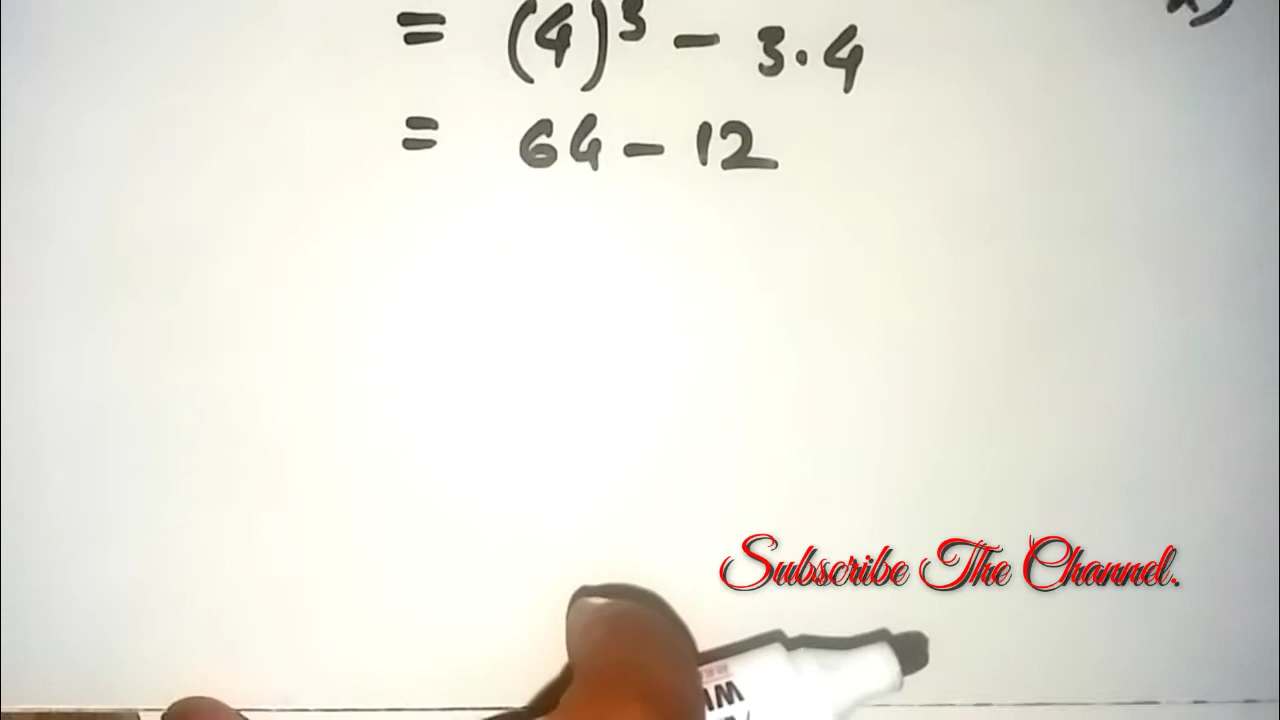 = (4)³ - 3·4
= 64 - 12
Subscribe The Channel.